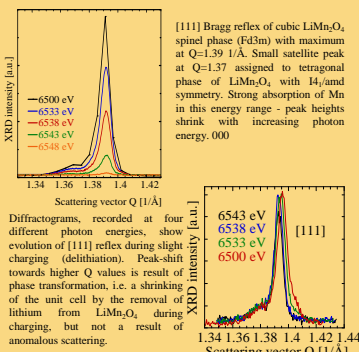 XRD intensity [a.u.]
6500 eV
6533 eV
6538 eV
6543 eV
6548 eV
1.34 1.36 1.38 1.40 1.42
Scattering vector Q [1/Å]
[111] Bragg reflex of cubic LiMn₂O₄
spinel phase (Fd3m) with maximum
at Q=1.39 1/Å. Small satellite peak
at Q=1.37 assigned to tetragonal
phase of LiMn₂O₄ with I4₁/amd
symmetry. Strong absorption of Mn
in this energy range - peak heights
shrink with increasing photon
energy. 000
Diffractograms, recorded at four
different photon energies, show
evolution of [111] reflex during slight
charging (delithiation). Peak-shift
towards higher Q values is result of
phase transformation, i.e. a shrinking
of the unit cell by the removal of
lithium from LiMn₂O₄ during
charging, but not a result of
anomalous scattering.
XRD intensity [a.u.]
6543 eV
6538 eV
6533 eV
6500 eV
[111]
1.34 1.36 1.38 1.4 1.42 1.44
Scattering vector Q [1/Å]